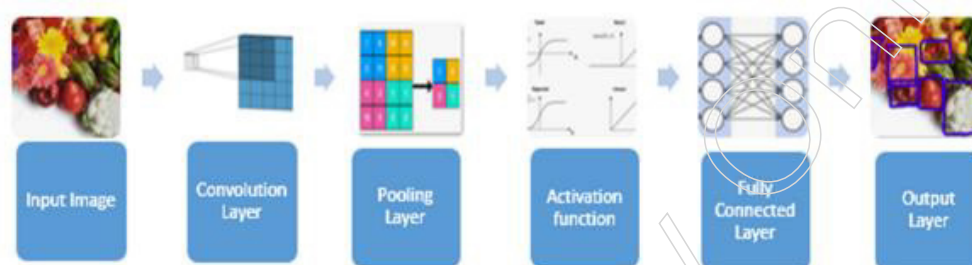 Input Image
Convolution
Layer
Pooling
Layer
Activation
function
Fully
Connected
Layer
Output
Layer